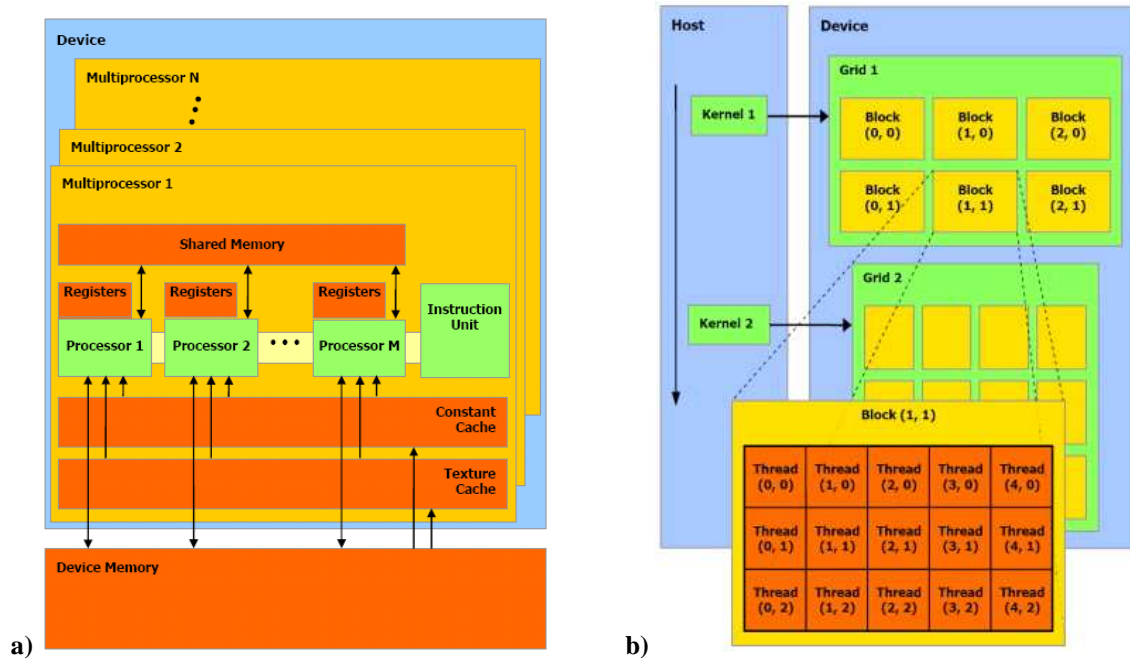 Device
Multiprocessor N
Multiprocessor 2
Multiprocessor 1
Shared Memory
Registers
Registers
Registers
Instruction
Unit
Processor 1
Processor 2
Processor M
Constant
Cache
Texture
Cache
Device Memory
a)
Host
Device
Grid 1
Kernel 1
Block
(0, 0)
Block
(1, 0)
Block
(2, 0)
Block
(0, 1)
Block
(1, 1)
Block
(2, 1)
Grid 2
Kernel 2
Block (1, 1)
Thread
(0, 0)
Thread
(1, 0)
Thread
(2, 0)
Thread
(3, 0)
Thread
(4, 0)
Thread
(0, 1)
Thread
(1, 1)
Thread
(2, 1)
Thread
(3, 1)
Thread
(4, 1)
Thread
(0, 2)
Thread
(1, 2)
Thread
(2, 2)
Thread
(3, 2)
Thread
(4, 2)
b)